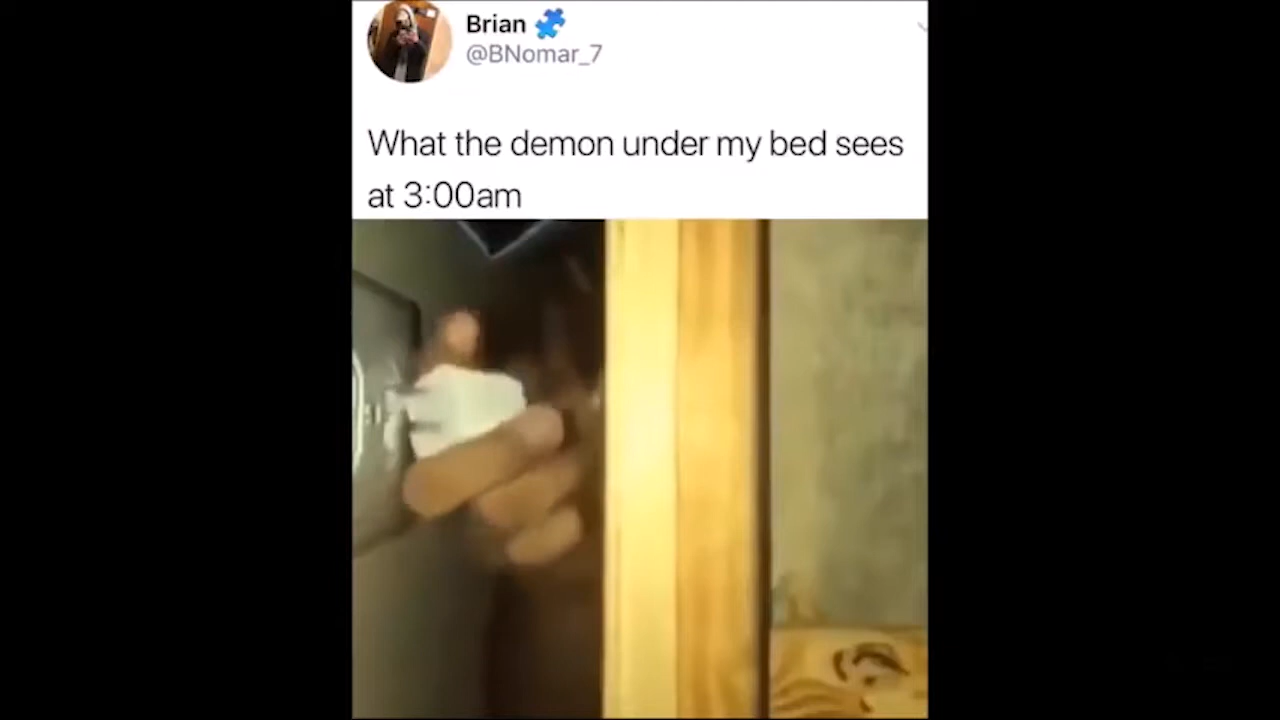 Brian 🧩
@BNomar_7
What the demon under my bed sees
at 3:00am